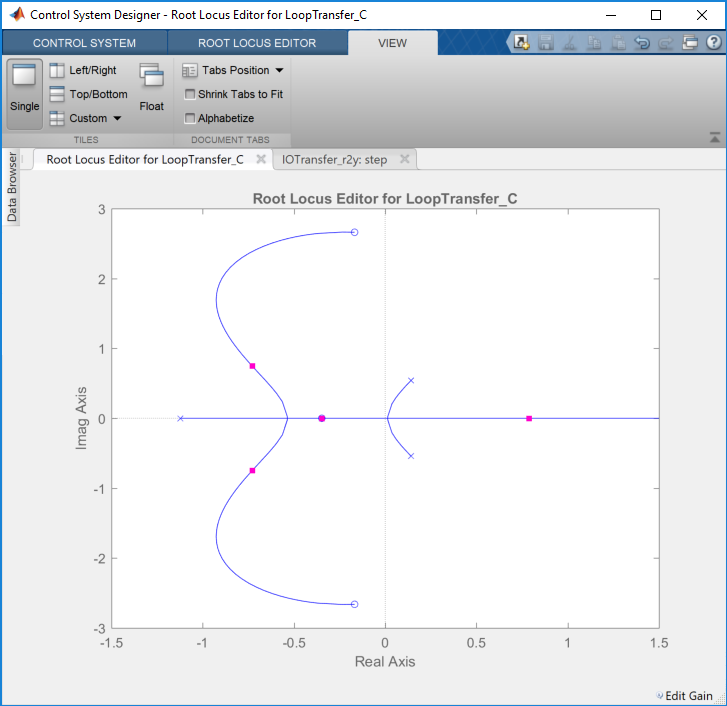 Control System Designer - Root Locus Editor for LoopTransfer_C
CONTROL SYSTEM ROOT LOCUS EDITOR VIEW
Single
Left/Right
Top/Bottom
Custom
Float
TILES
Tabs Position
Shrink Tabs to Fit
Alphabetize
DOCUMENT TABS
Data Browser
Root Locus Editor for LoopTransfer_C IOTransfer_r2y: step
Root Locus Editor for LoopTransfer_C
3
2
1
0
-1
-2
-3
Imag Axis
-1.5 -1 -0.5 0 0.5 1 1.5
Real Axis
Edit Gain